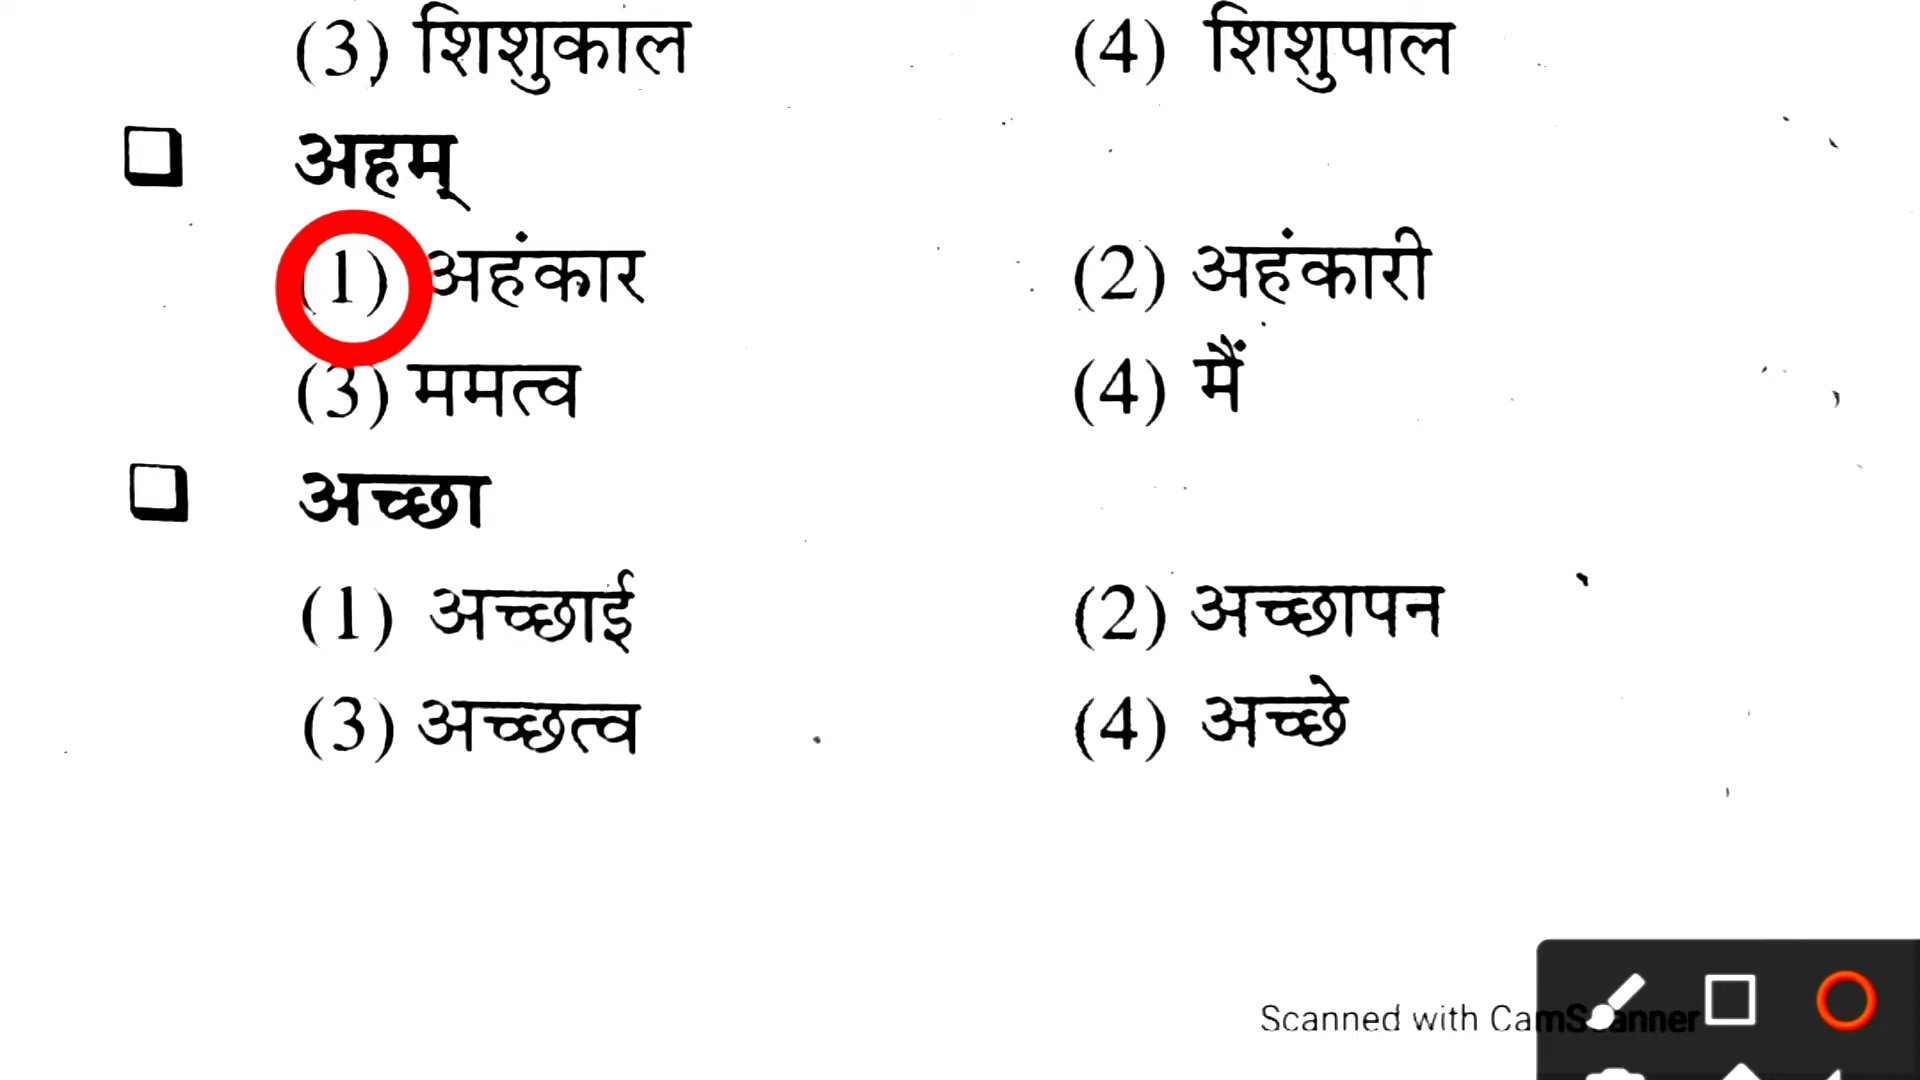 (3) शिशुकाल (4) शिशुपाल
अहम्
(1) अहंकार (2) अहंकारी
(3) ममत्व (4) मैं
अच्छा
(1) अच्छाई (2) अच्छापन
(3) अच्छत्व (4) अच्छे
Scanned with CamScanner